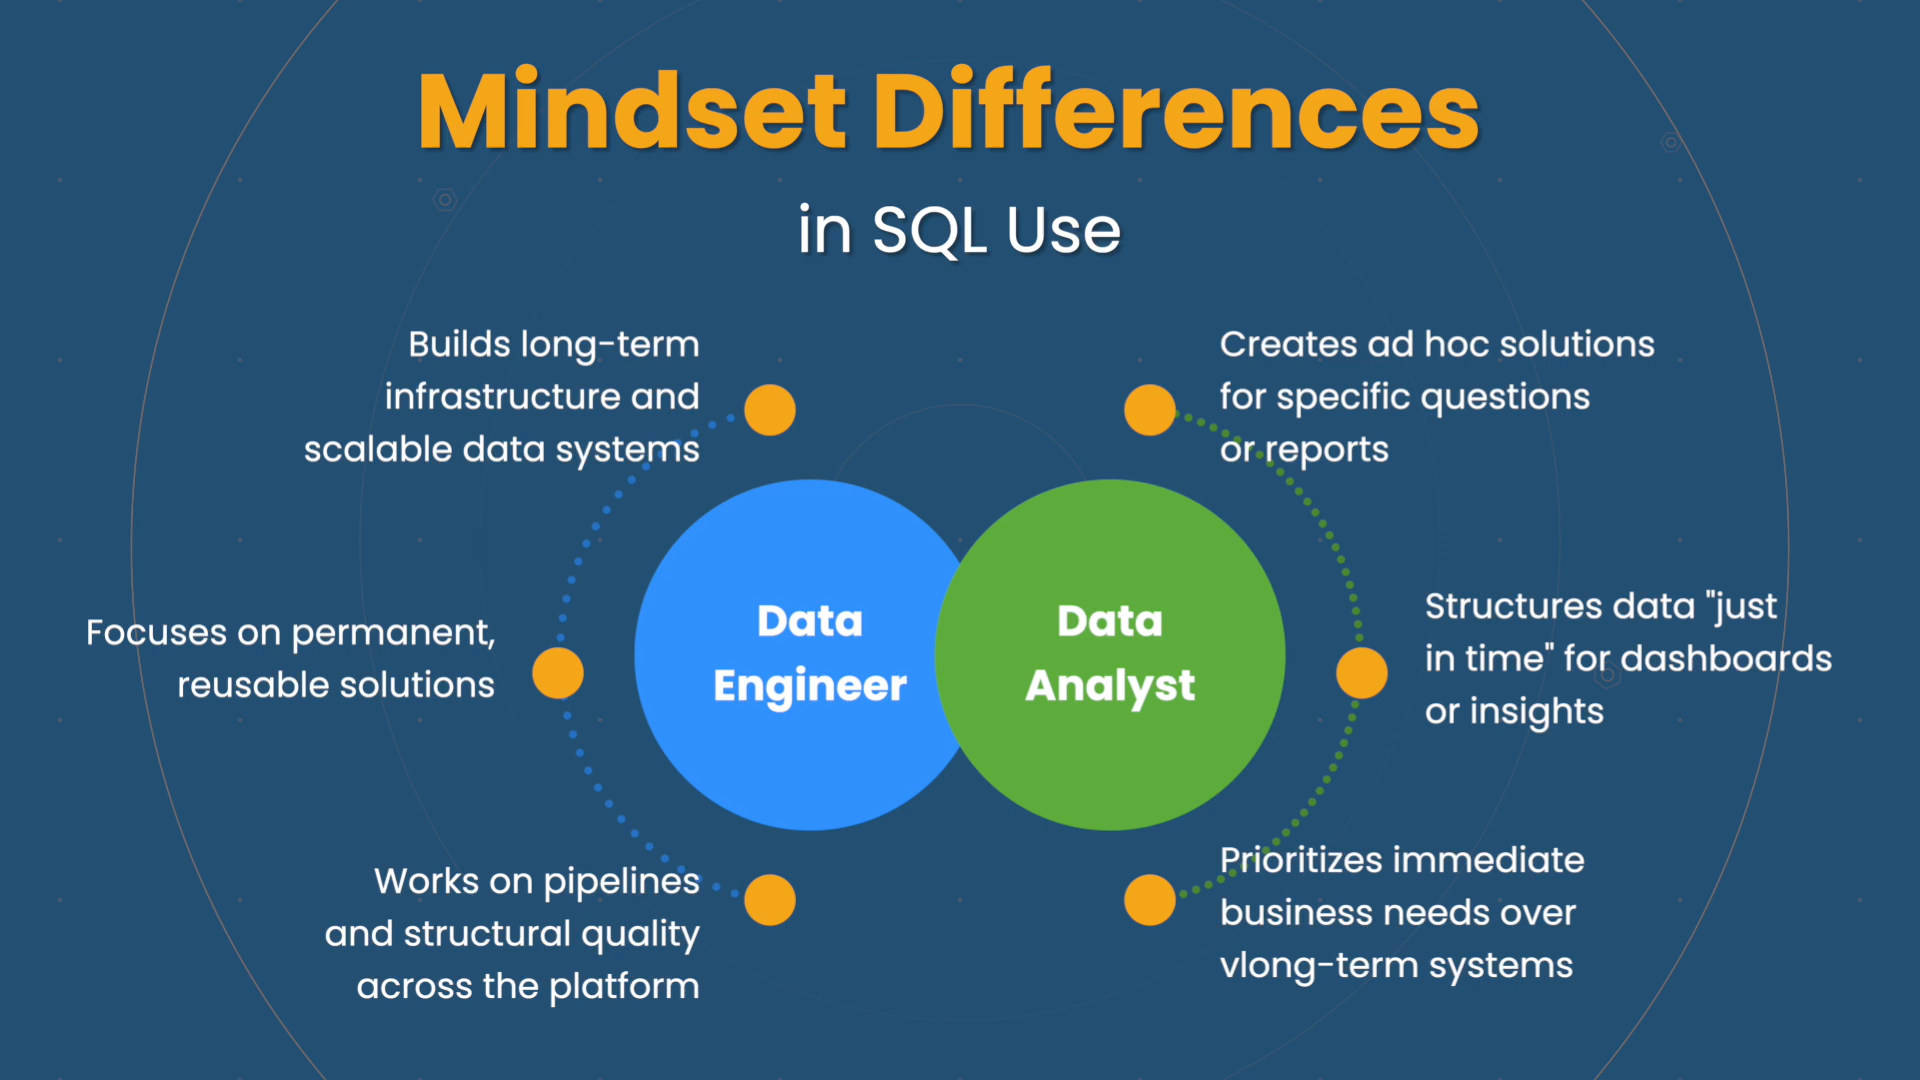 Mindset Differences
in SQL Use
Builds long-term
infrastructure and
scalable data systems
Focuses on permanent,
reusable solutions
Works on pipelines
and structural quality
across the platform
Data
Engineer
Data
Analyst
Creates ad hoc solutions
for specific questions
or reports
Structures data "just
in time" for dashboards
or insights
Prioritizes immediate
business needs over
vlong-term systems